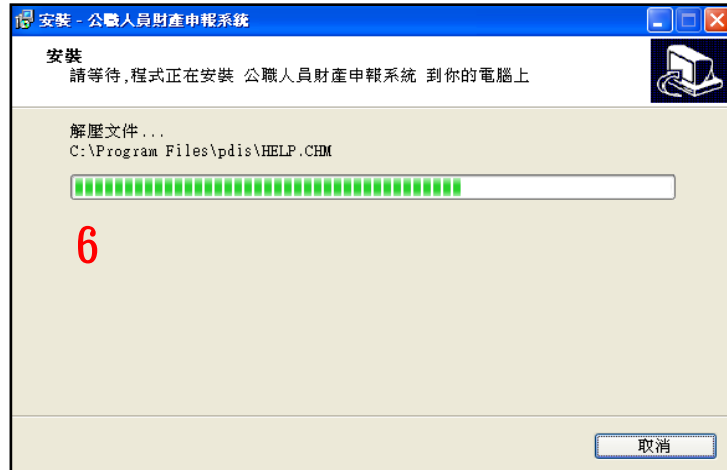 安裝 - 公職人員財產申報系統
安裝
請等待,程式正在安裝 公職人員財產申報系統 到你的電腦上
解壓文件...
C:\Program Files\pdis\HELP.CHM
6
取消